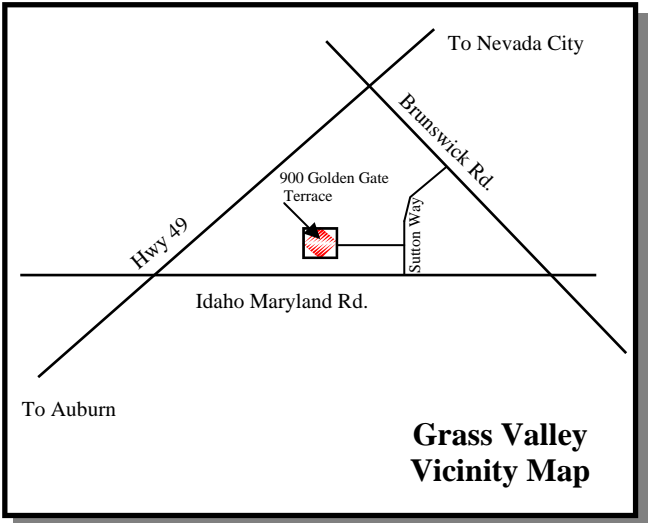 To Nevada City
Brunswick Rd.
900 Golden Gate
Terrace
Sutton Way
Hwy 49
Idaho Maryland Rd.
To Auburn
Grass Valley
Vicinity Map